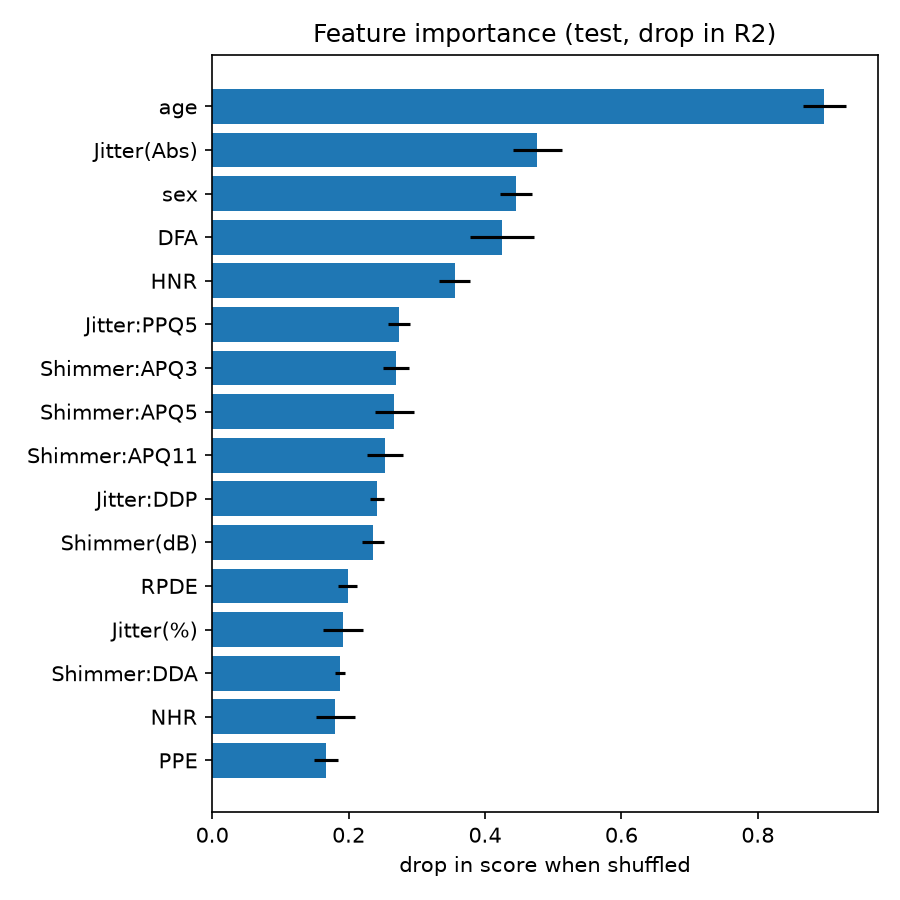 Feature importance (test, drop in R2)
age
Jitter(Abs)
sex
DFA
HNR
Jitter:PPQ5
Shimmer:APQ3
Shimmer:APQ5
Shimmer:APQ11
Jitter:DDP
Shimmer(dB)
RPDE
Jitter(%)
Shimmer:DDA
NHR
PPE
0.0 0.2 0.4 0.6 0.8
drop in score when shuffled